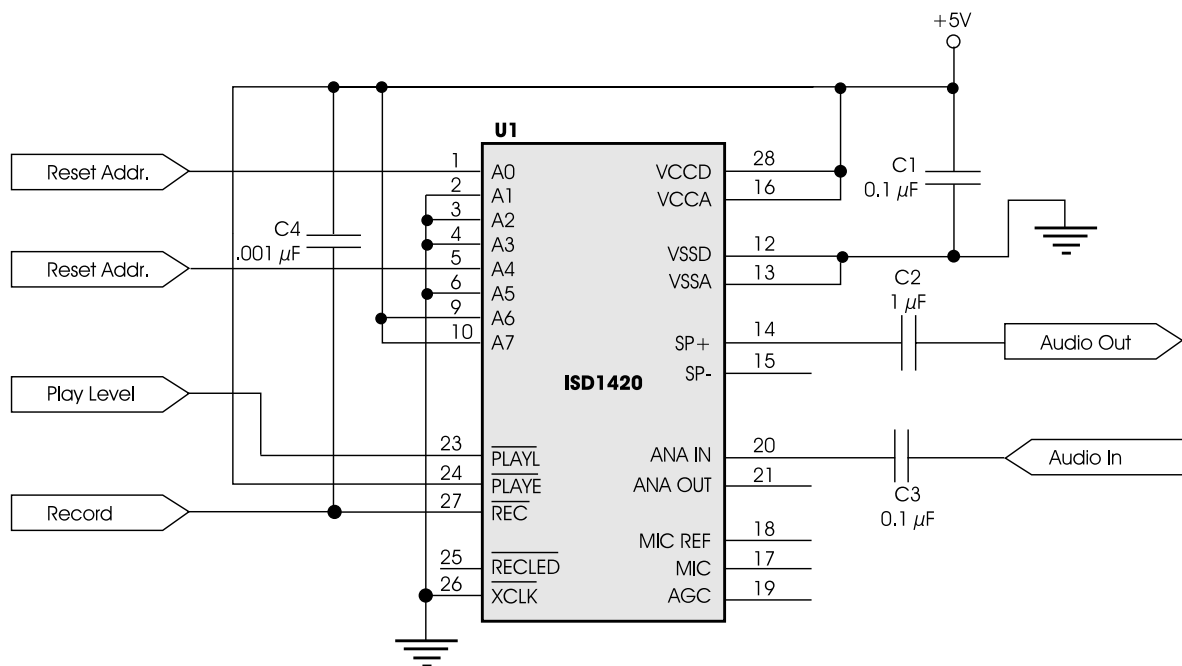 +5V
U1
Reset Addr.
1
A0
2
A1
3
A2
4
A3
Reset Addr.
5
A4
6
A5
9
A6
10
A7
C4
.001 µF
Play Level
23
PLAYL
24
PLAYE
Record
27
REC
25
RECLED
26
XCLK
ISD1420
VCCD
28
VCCA
16
C1
0.1 µF
VSSD
12
VSSA
13
C2
1 µF
SP+
14
Audio Out
SP-
15
ANA IN
20
Audio In
ANA OUT
21
C3
0.1 µF
MIC REF
18
MIC
17
AGC
19